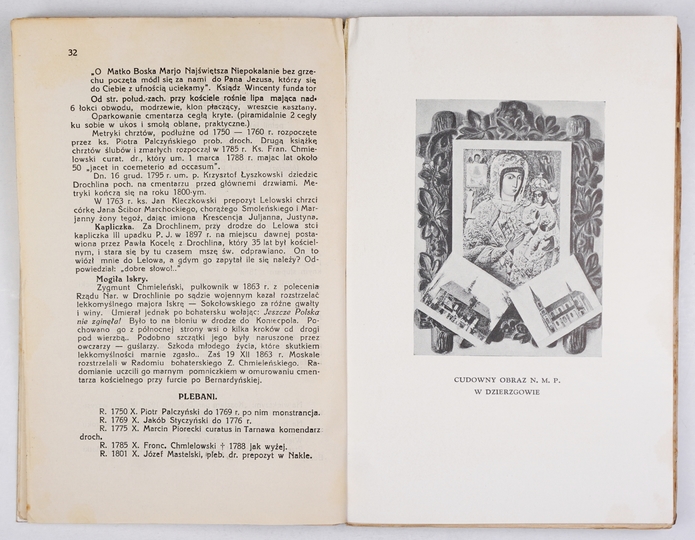 32
„O Matko Boska Marjo Najświętsza Niepokalanie bez grze-
chu poczęta módl się za nami do Pana Jezusa, którzy się
do Ciebie z ufnością uciekamy". Ksiądz Wincenty fundator
Od str. połud.-zach. przy kościele rośnie lipa mająca nad
6 łokci obwodu, modrzewie, klon płaczący, wreszcie kasztany.
Oparkowanie cmentarza cegłą kryte. (piramidalnie 2 cegły
ku sobie w ukos i smołą oblane, praktyczne.)
Metryki chrztów, podłużne od 1750 — 1760 r. rozpoczęte
przez ks. Piotra Palczyńskiego prob. droch. Drugą książkę
chrztów ślubów i zmarłych rozpoczął w 1785 r. Ks. Fran. Chmie-
lowski curat. dr., który um. 1 marca 1788 r. mając lat około
50 „jacet in coemeterio ad occasum".
Dn. 16 grud. 1795 r. um. p. Krzysztof Łyszkowski dziedzic
Drochlina poch. na cmentarzu przed głównemi drzwiami. Me-
tryki kończą się na roku 1800-ym.
W 1763 r. ks. Jan Kleczkowski prepozyt Lelowski chrzci
córkę Jana Ścibor Marchockiego, chorążego Smoleńskiego i Mar-
janny żony tegoż, dając imiona Krescencja Juljanna, Justyna.
Kapliczka. Za Drochlinem, przy drodze do Lelowa stoi
kapliczka III upadku P. J. w 1897 r. na miejscu dawnej posta-
wiona przez Pawła Kocelę z Drochlina, który 35 lat był kościel-
nym, i stara się by tu czasem mszę św. odprawiano. On to
wiózł mnie do Lelowa, a gdym go zapytał ile się należy? Od-
powiedział: „dobre słowo!.."
Mogiła Iskry.
Zygmunt Chmieleński, pułkownik w 1863 r. z polecenia
Rządu Nar. w Drochlinie po sądzie wojennym kazał rozstrzelać
lekkomyślnego majora Iskrę — Sokołowskiego za różne gwałty
i winy. Umierał jednak po bohatersku wołając: Jeszcze Polska
nie zginęła! Było to na błoniu w drodze do Koniecpola. Po-
chowano go z północnej strony wsi o kilka kroków od drogi
pod wierzbą.. Podobno szczątki jego były naruszone przez
owczarzy — guślarzy. Szkoda młodego życia, które skutkiem
lekkomyślności marnie zgasło. Zaś 19 XII 1863 r. Moskale
rozstrzelali w Radomiu bohaterskiego Z. Chmieleńskiego. Ra-
domianie uczcili go marnym pomniczkiem w omurowaniu cmen-
tarza kościelnego przy furcie po Bernardyńskiej.
PLEBANI.
R. 1750 X. Piotr Palczyński do 1769 r. po nim monstrancja.
R. 1769 X. Jakób Styczyński do 1776 r.
R. 1775 X. Marcin Piorecki curatus in Tarnawa komendarz
droch.
R. 1785 X. Franc. Chmielowski † 1788 jak wyżej.
R. 1801 X. Józef Mastelski, pleb. dr. prepozyt w Nakle.
CUDOWNY OBRAZ N. M. P.
W DZIERZGOWIE